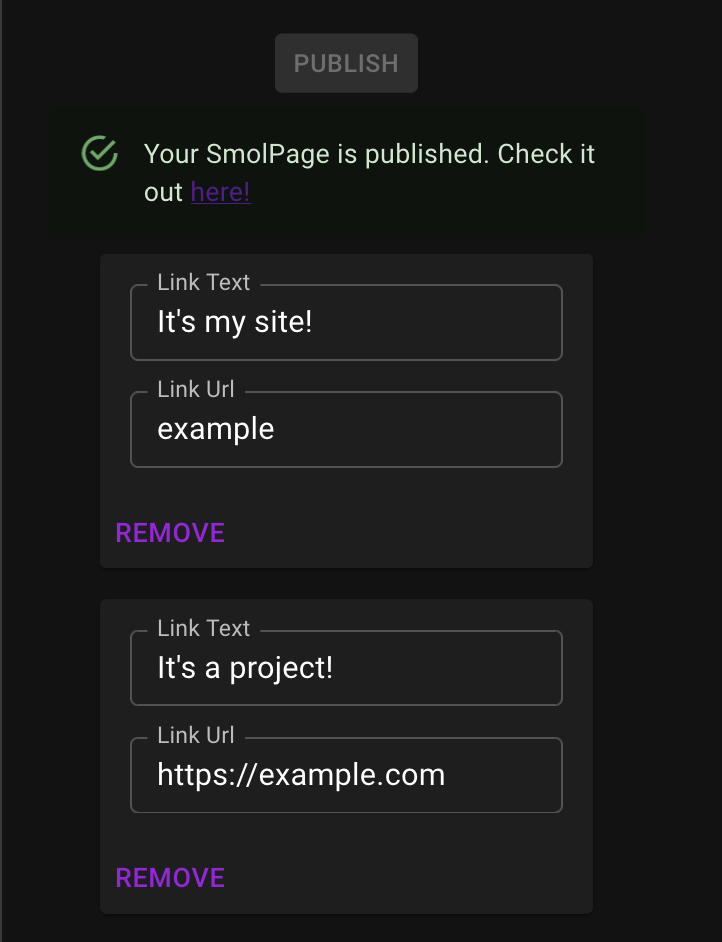 PUBLISH
Your SmolPage is published. Check it
out here!
Link Text
It's my site!
Link Url
example
REMOVE
Link Text
It's a project!
Link Url
https://example.com
REMOVE